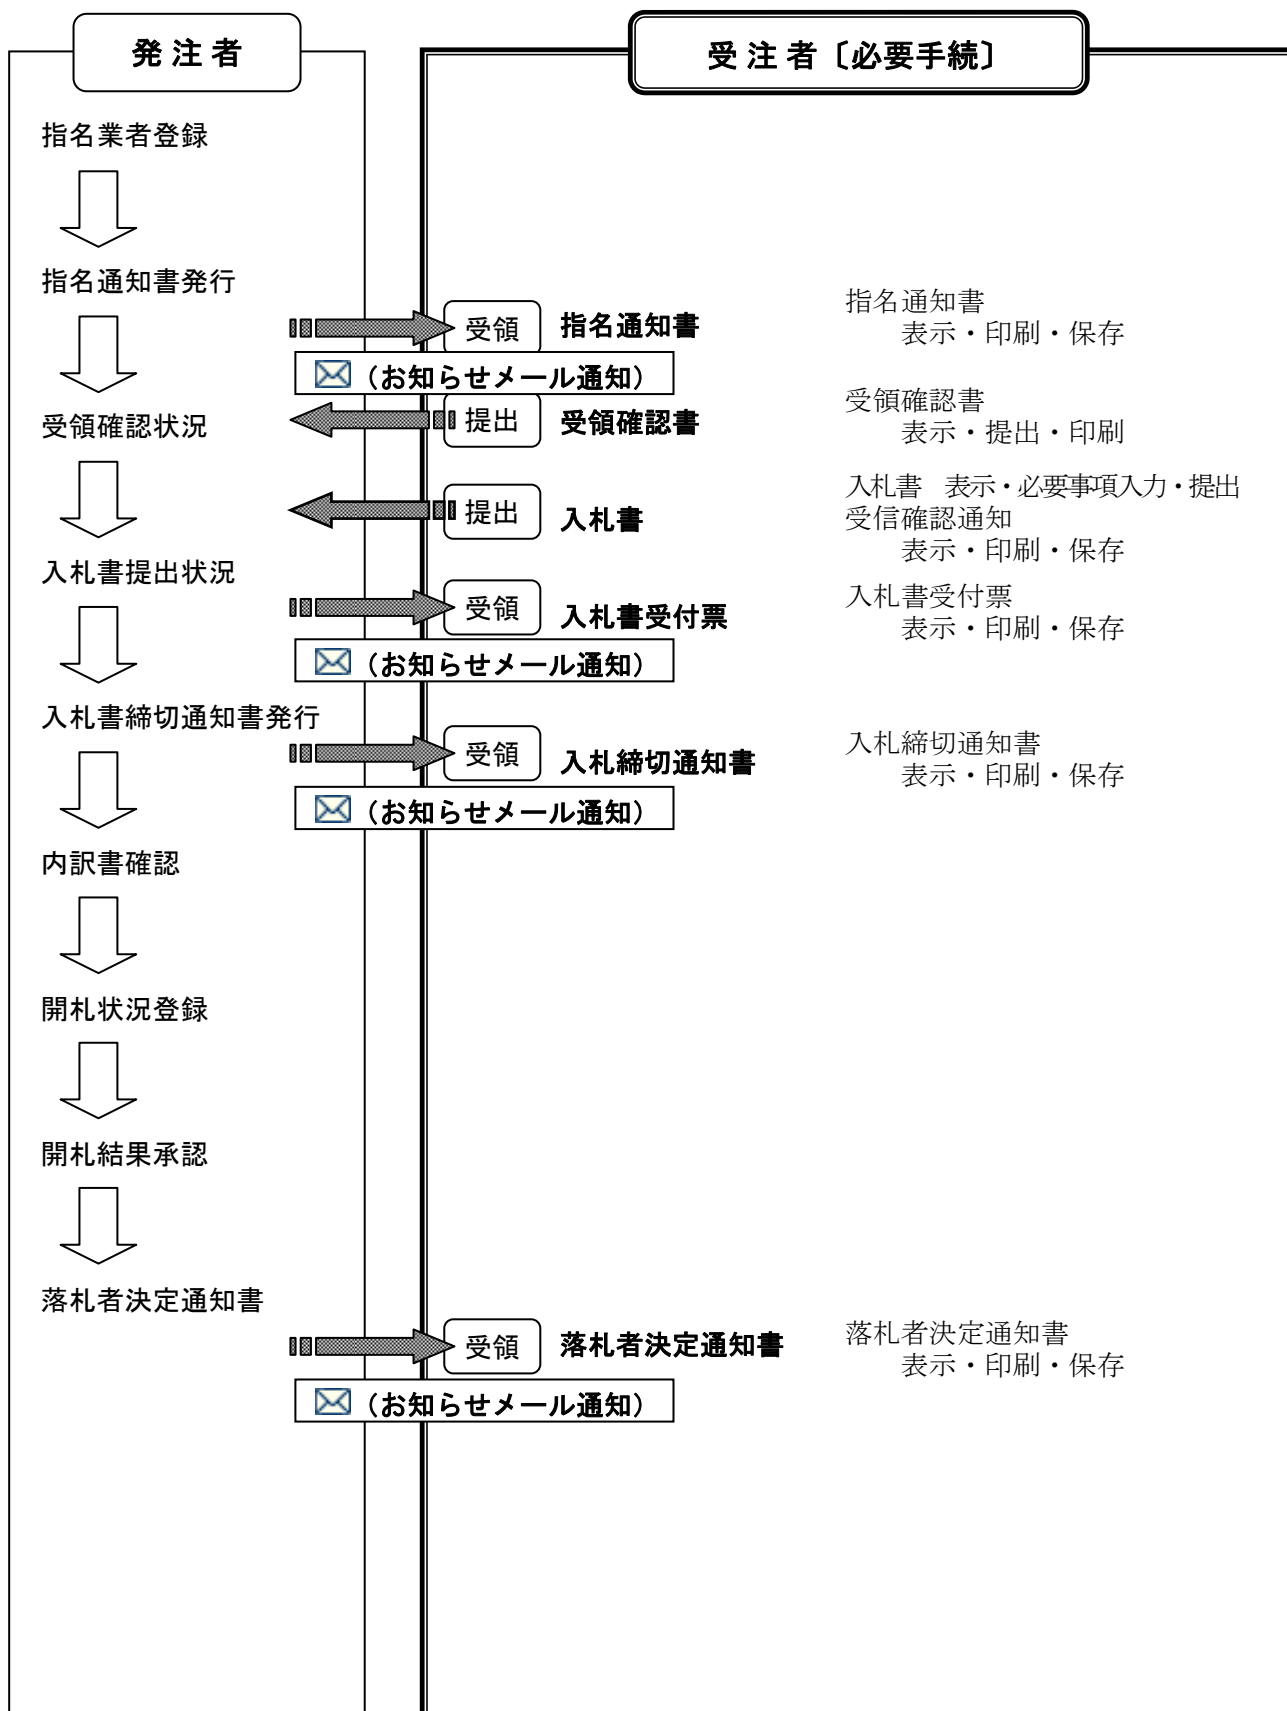 発 注 者
受 注 者〔必要手続〕
指名業者登録
指名通知書発行
受領 指名通知書
指名通知書
表示・印刷・保存
（お知らせメール通知）
受領確認状況
提出 受領確認書
受領確認書
表示・提出・印刷
提出 入札書
入札書　表示・必要事項入力・提出
受信確認通知
表示・印刷・保存
入札書提出状況
受領 入札書受付票
入札書受付票
表示・印刷・保存
（お知らせメール通知）
入札書締切通知書発行
受領 入札締切通知書
入札締切通知書
表示・印刷・保存
（お知らせメール通知）
内訳書確認
開札状況登録
開札結果承認
落札者決定通知書
受領 落札者決定通知書
落札者決定通知書
表示・印刷・保存
（お知らせメール通知）